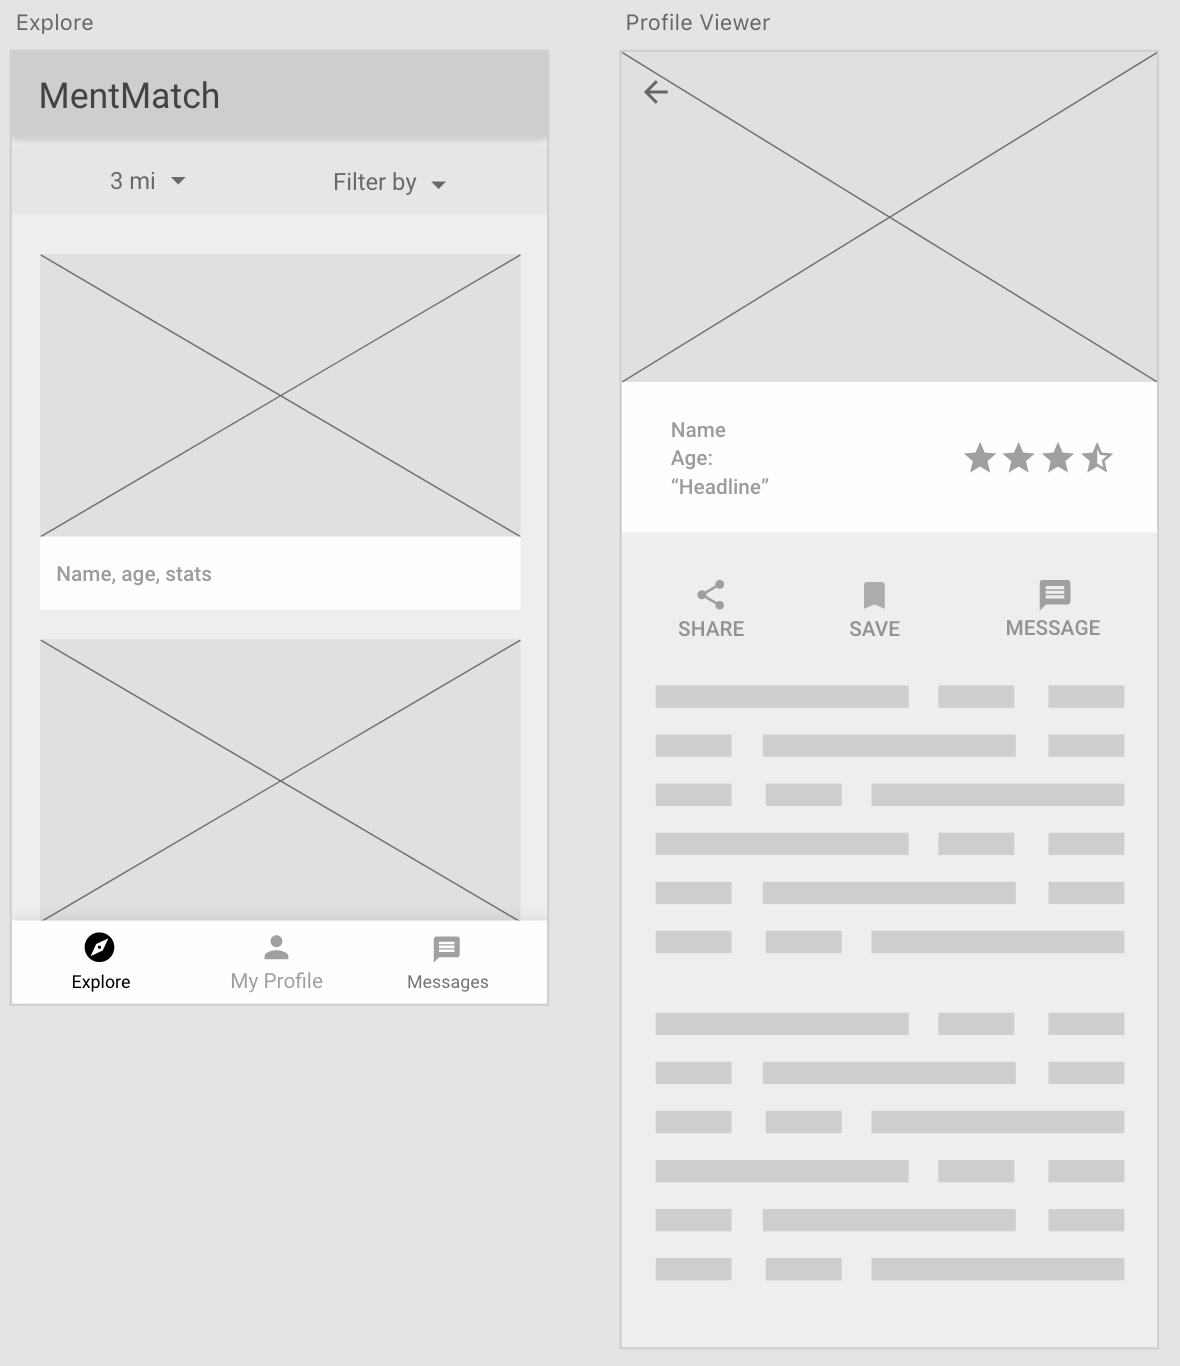 Explore
MentMatch
3 mi
Filter by
Name, age, stats
Explore
My Profile
Messages
Profile Viewer
Name
Age:
“Headline”
SHARE
SAVE
MESSAGE